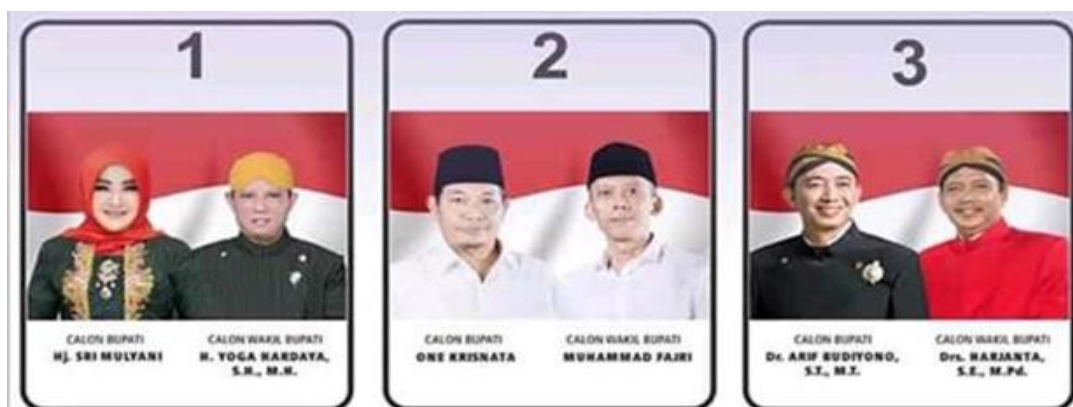 1
CALON BUPATI
Hj. SRI MULYANI
CALON WAKIL BUPATI
H. YOGA HARDAYA,
S.H., M.H.
2
CALON BUPATI
ONE KRISNATA
CALON WAKIL BUPATI
MUHAMMAD FAJRI
3
CALON BUPATI
Dr. ARIF BUDIYONO,
S.T., M.T.
CALON WAKIL BUPATI
Drs. HARJANTA,
S.E., M.Pd.